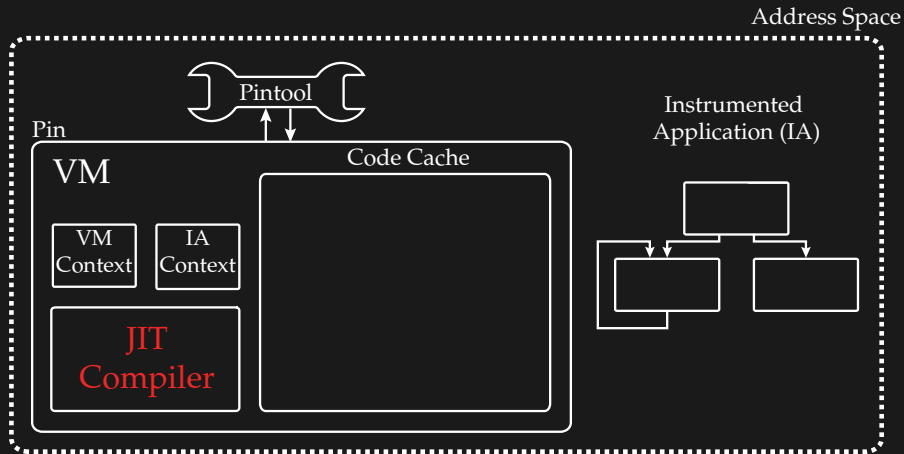 Address Space
Pintool
Instrumented
Application (IA)
Pin
VM
Code Cache
VM
Context
IA
Context
JIT
Compiler